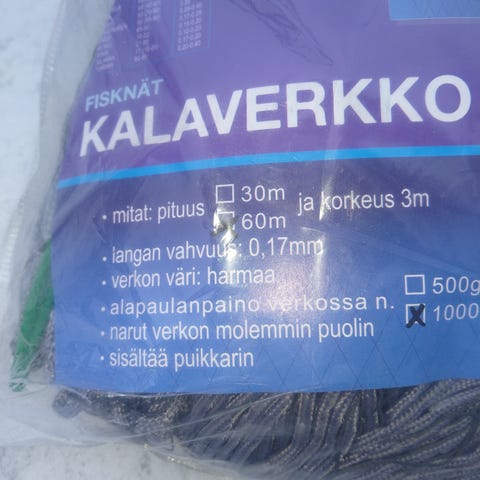 FISKNÄT
KALAVERKKO
• mitat: pituus ☐ 30m ja korkeus 3m
☒ 60m
• langan vahvuus: 0,17mm
• verkon väri: harmaa
• alapaulanpaino verkossa n. ☐ 500g
☒ 1000
• narut verkon molemmin puolin
• sisältää puikkarin